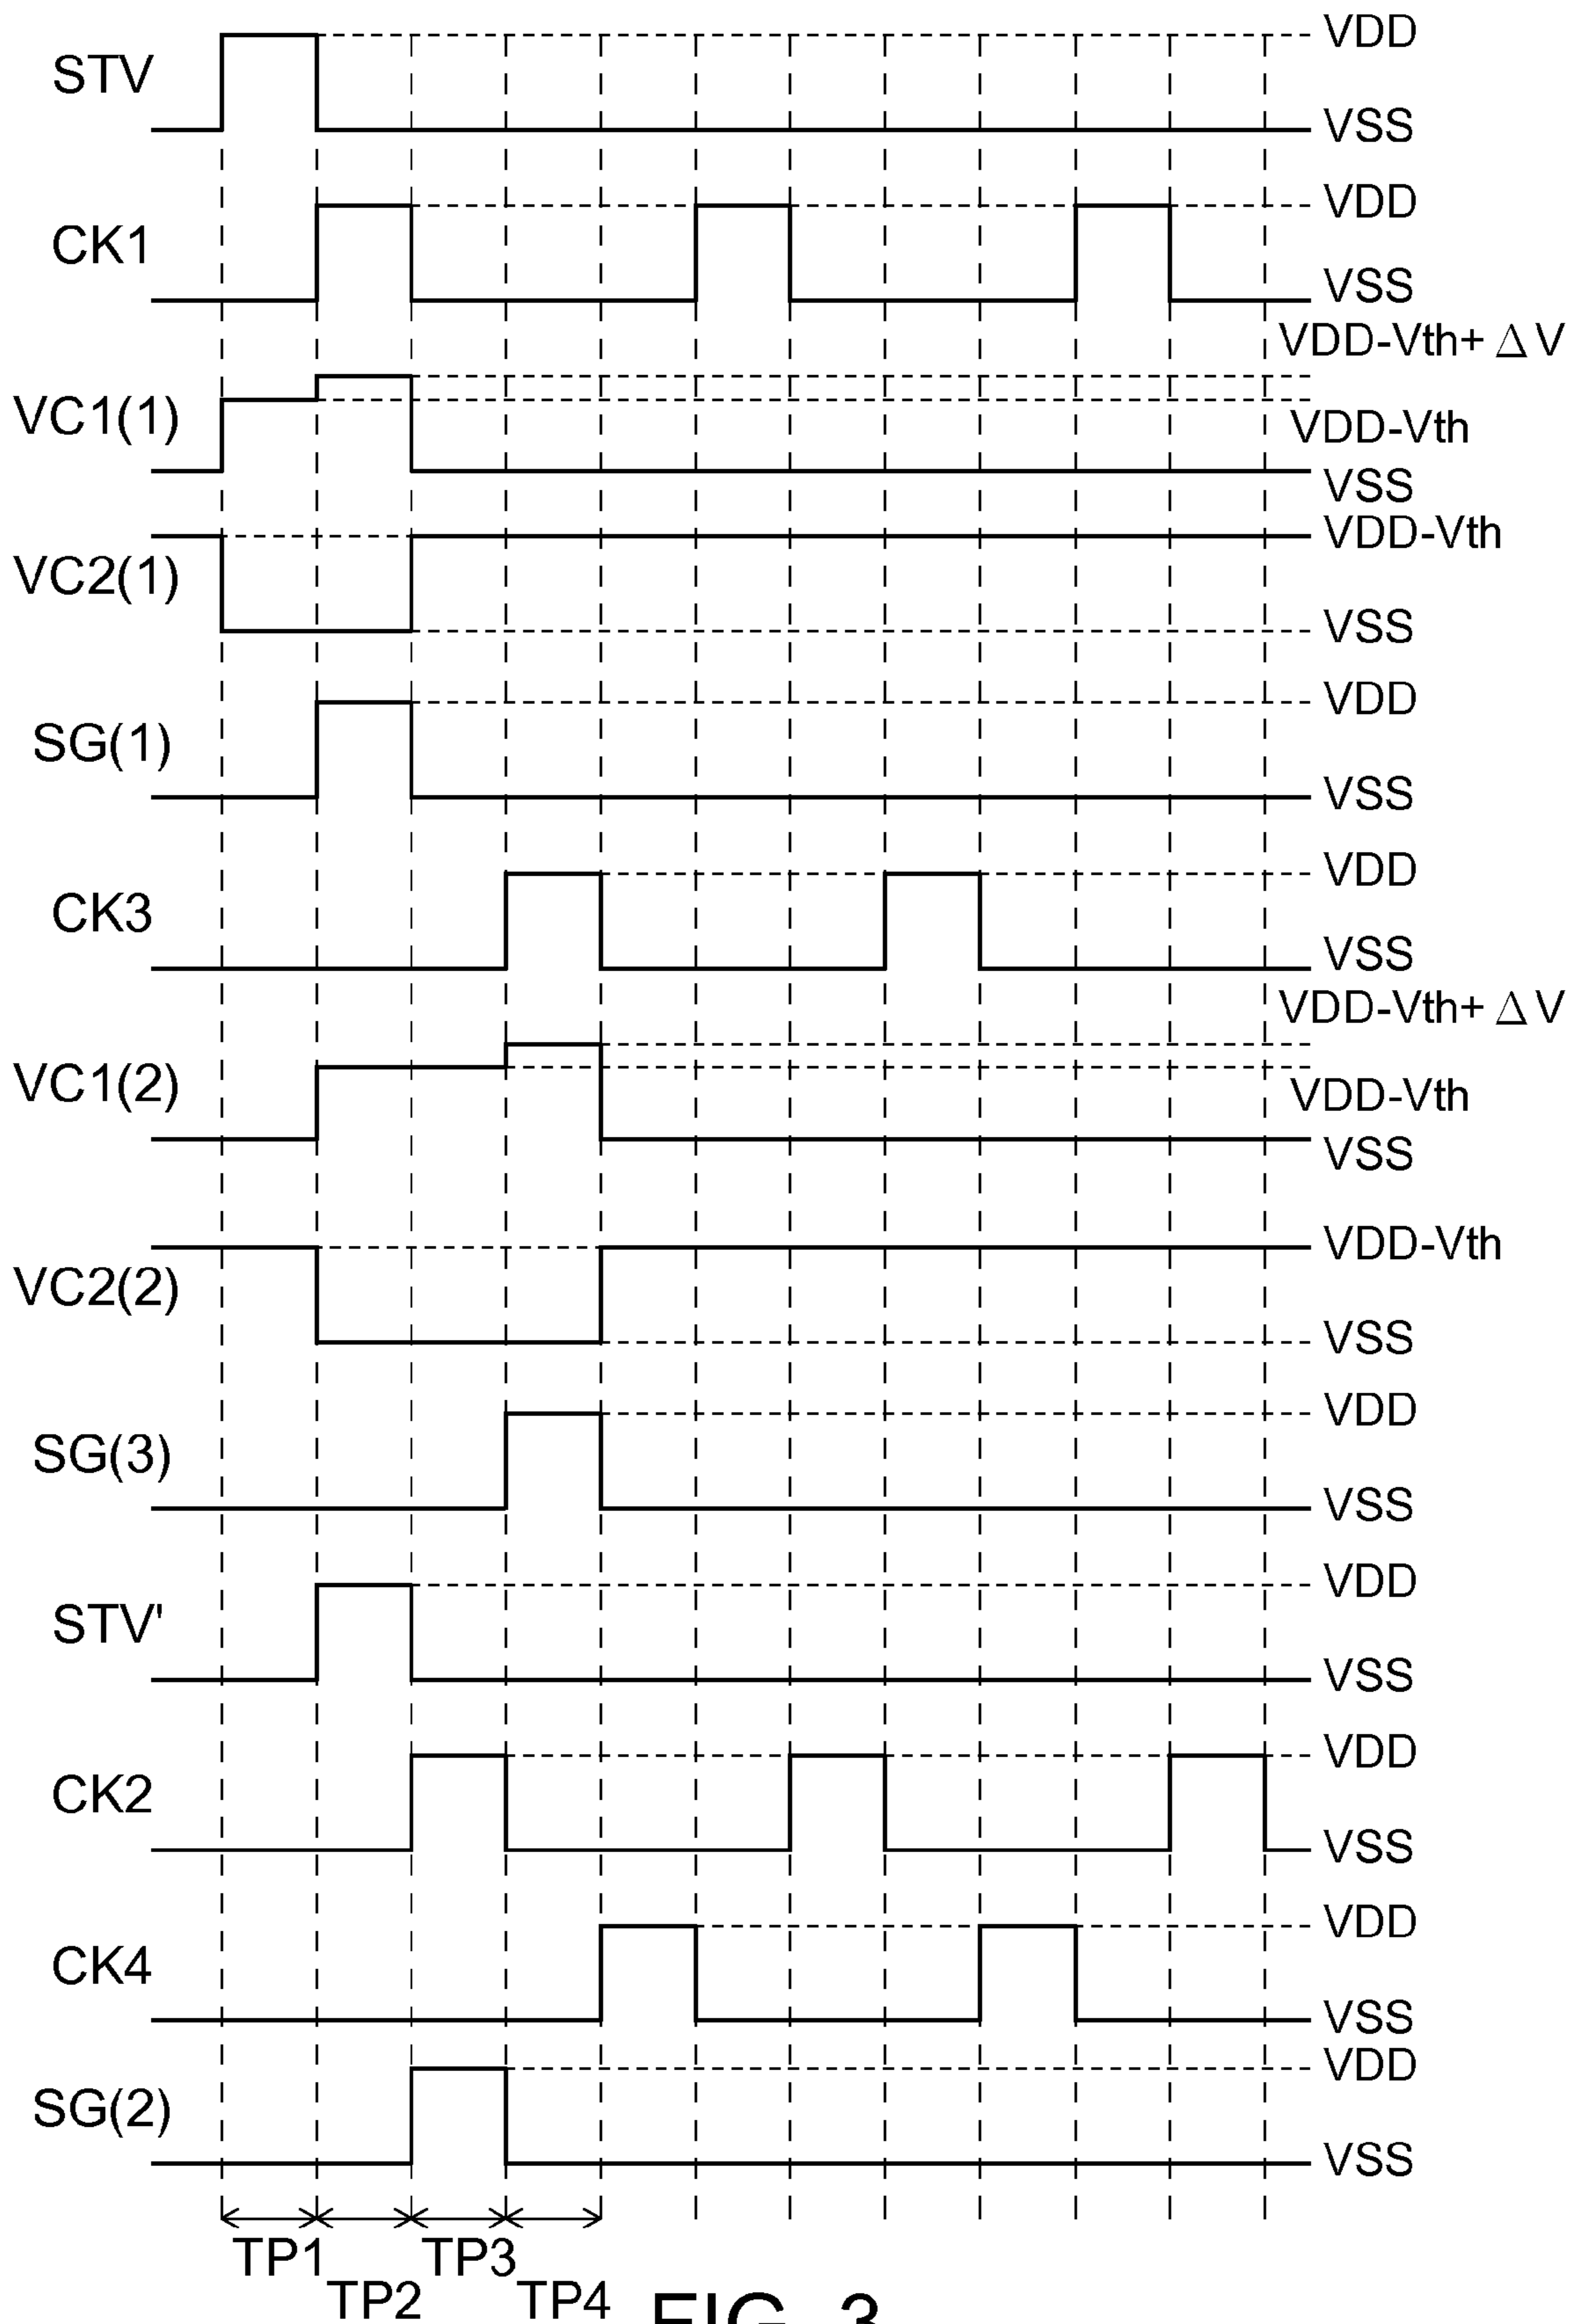 STV
VDD
VSS
CK1
VDD
VSS
VC1(1)
VDD-Vth+ΔV
VDD-Vth
VSS
VC2(1)
VDD-Vth
VSS
SG(1)
VDD
VSS
CK3
VDD
VSS
VC1(2)
VDD-Vth+ΔV
VDD-Vth
VSS
VC2(2)
VDD-Vth
VSS
SG(3)
VDD
VSS
STV'
VDD
VSS
CK2
VDD
VSS
CK4
VDD
VSS
SG(2)
VDD
VSS
TP1
TP2
TP3
TP4
FIG. 3